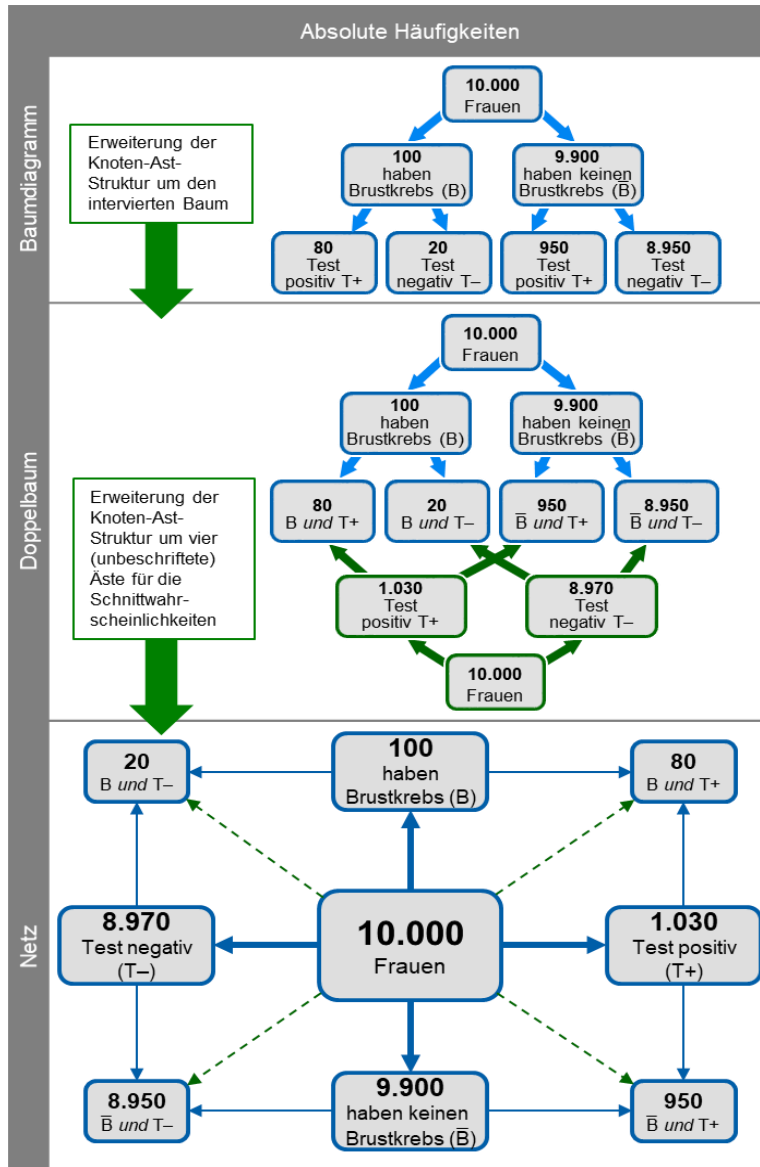 Absolute Häufigkeiten
Baumdiagramm
Erweiterung der
Knoten-Ast-
Struktur um den
intervierten Baum
10.000
Frauen
100
haben
Brustkrebs (B)
9.900
haben keinen
Brustkrebs (B̅)
80
Test
positiv T+
20
Test
negativ T–
950
Test
positiv T+
8.950
Test
negativ T–
Doppelbaum
Erweiterung der
Knoten-Ast-
Struktur um vier
(unbeschriftete)
Äste für die
Schnittwahr-
scheinlichkeiten
10.000
Frauen
100
haben
Brustkrebs (B)
9.900
haben keinen
Brustkrebs (B̅)
80
B und T+
20
B und T–
950
B̅ und T+
8.950
B̅ und T–
1.030
Test
positiv T+
8.970
Test
negativ T–
10.000
Frauen
Netz
20
B und T–
100
haben
Brustkrebs (B)
80
B und T+
8.970
Test negativ
(T–)
10.000
Frauen
1.030
Test positiv
(T+)
8.950
B̅ und T–
9.900
haben keinen
Brustkrebs (B̅)
950
B̅ und T+